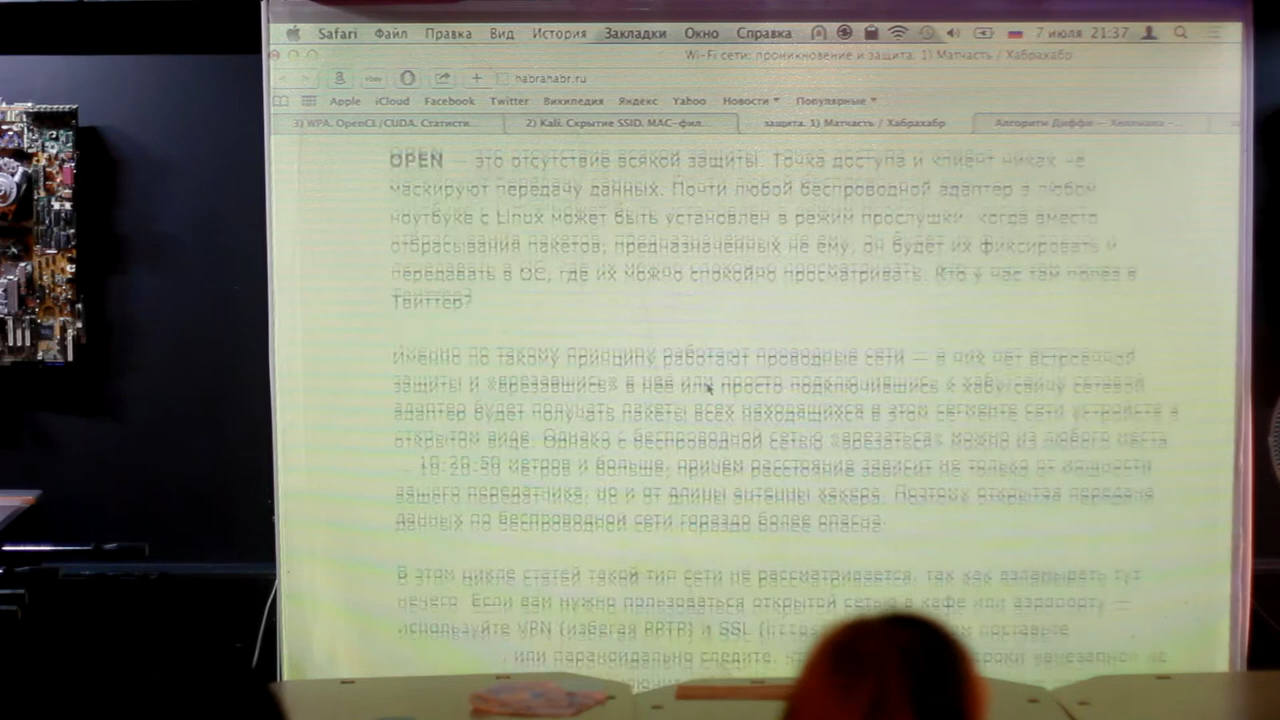 Safari Файл Правка Вид История Закладки Окно Справка 7 июля 21:37
Wi-Fi сети: проникновение и защита. 1) Матчасть / Хабрахабр
habrahabr.ru
Apple iCloud Facebook Twitter Википедия Яндекс Yahoo Новости Популярные
3) WPA. OpenCL/CUDA. Статисти... 2) Kali. Скрытие SSID. MAC-фил... защита. 1) Матчасть / Хабрахабр Алгоритм Диффи — Хеллмана —...
OPEN — это отсутствие всякой защиты. Точка доступа и клиент никак не
маскируют передачу данных. Почти любой беспроводной адаптер в любом
ноутбуке с Linux может быть установлен в режим прослушки, когда вместо
отбрасывания пакетов, предназначенных не ему, он будет их фиксировать и
передавать в ОС, где их можно спокойно просматривать. Кто у нас там полез в
Твиттер?
Именно по такому принципу работают проводные сети — в них нет встроенной
защиты и «врезавшись» в неё или просто подключившись к хабу/свичу сетевой
адаптер будет получать пакеты всех находящихся в этом сегменте сети устройств в
открытом виде. Однако с беспроводной сетью «врезаться» можно из любого места
— 10-20-50 метров и больше, причём расстояние зависит не только от мощности
вашего передатчика, но и от длины антенны хакера. Поэтому открытая передача
данных по беспроводной сети гораздо более опасна.
В этом цикле статей такой тип сети не рассматривается, так как взламывать тут
нечего. Если вам нужно пользоваться открытой сетью в кафе или аэропорту —
используйте VPN (избегая PPTP) и SSL (https поставьте
или параноидально следите,